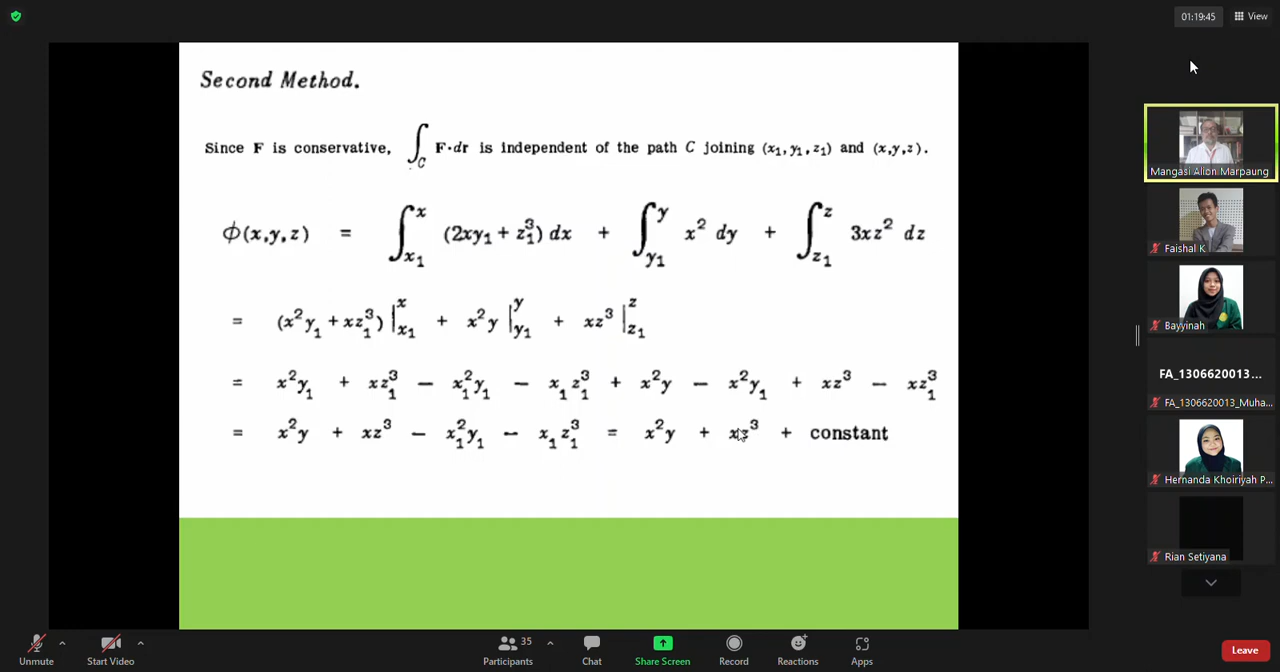 01:19:45 View
Second Method.
Since F is conservative, ∫_C F·dr is independent of the path C joining (x₁,y₁,z₁) and (x,y,z).
ϕ(x,y,z) = ∫_{x₁}^{x} (2xy₁ + z₁³) dx + ∫_{y₁}^{y} x² dy + ∫_{z₁}^{z} 3xz² dz
= (x²y₁ + xz₁³) |_{x₁}^{x} + x²y |_{y₁}^{y} + xz³ |_{z₁}^{z}
= x²y₁ + xz₁³ − x₁²y₁ − x₁z₁³ + x²y − x²y₁ + xz³ − xz₁³
= x²y + xz³ − x₁²y₁ − x₁z₁³ = x²y + xz³ + constant
Mangasi Alion Marpaung
Faishal K
Bayyinah
FA_1306620013...
FA_1306620013_Muha...
Hernanda Khoiriyah P...
Rian Setiyana
Unmute Start Video Participants 35 Chat Share Screen Record Reactions Apps Leave